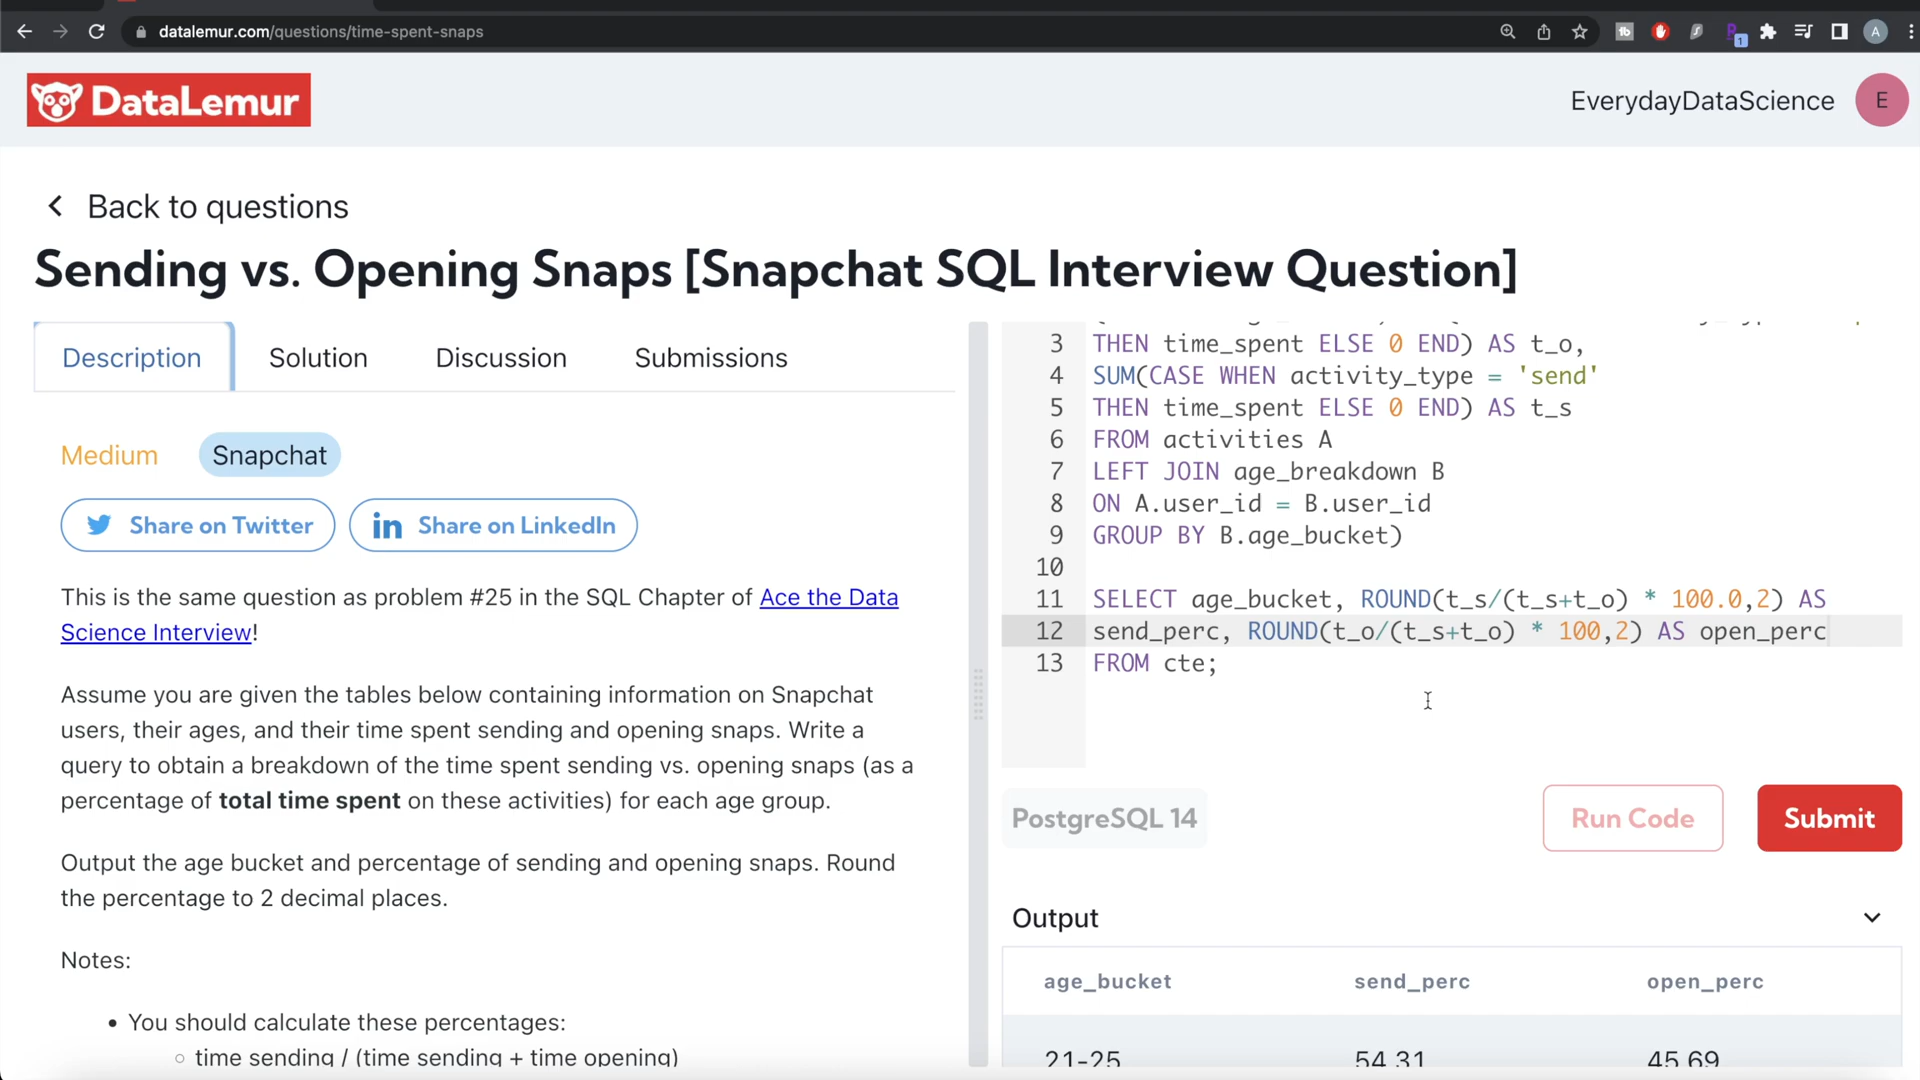 datalemur.com/questions/time-spent-snaps
1
A
DataLemur
EverydayDataScience
E
Back to questions
Sending vs. Opening Snaps [Snapchat SQL Interview Question]
Description
Solution
Discussion
Submissions
Medium
Snapchat
Share on Twitter
in Share on LinkedIn
This is the same question as problem #25 in the SQL Chapter of Ace the Data
Science Interview!
Assume you are given the tables below containing information on Snapchat
users, their ages, and their time spent sending and opening snaps. Write a
query to obtain a breakdown of the time spent sending vs. opening snaps (as a
percentage of total time spent on these activities) for each age group.
Output the age bucket and percentage of sending and opening snaps. Round
the percentage to 2 decimal places.
Notes:
• You should calculate these percentages:
○ time sending / (time sending + time opening)
3 THEN time_spent ELSE 0 END) AS t_o,
4 SUM(CASE WHEN activity_type = 'send'
5 THEN time_spent ELSE 0 END) AS t_s
6 FROM activities A
7 LEFT JOIN age_breakdown B
8 ON A.user_id = B.user_id
9 GROUP BY B.age_bucket)
10
11 SELECT age_bucket, ROUND(t_s/(t_s+t_o) * 100.0,2) AS
12 send_perc, ROUND(t_o/(t_s+t_o) * 100,2) AS open_perc
13 FROM cte;
PostgreSQL 14
Run Code
Submit
Output
age_bucket send_perc open_perc
21-25 54.31 45.69